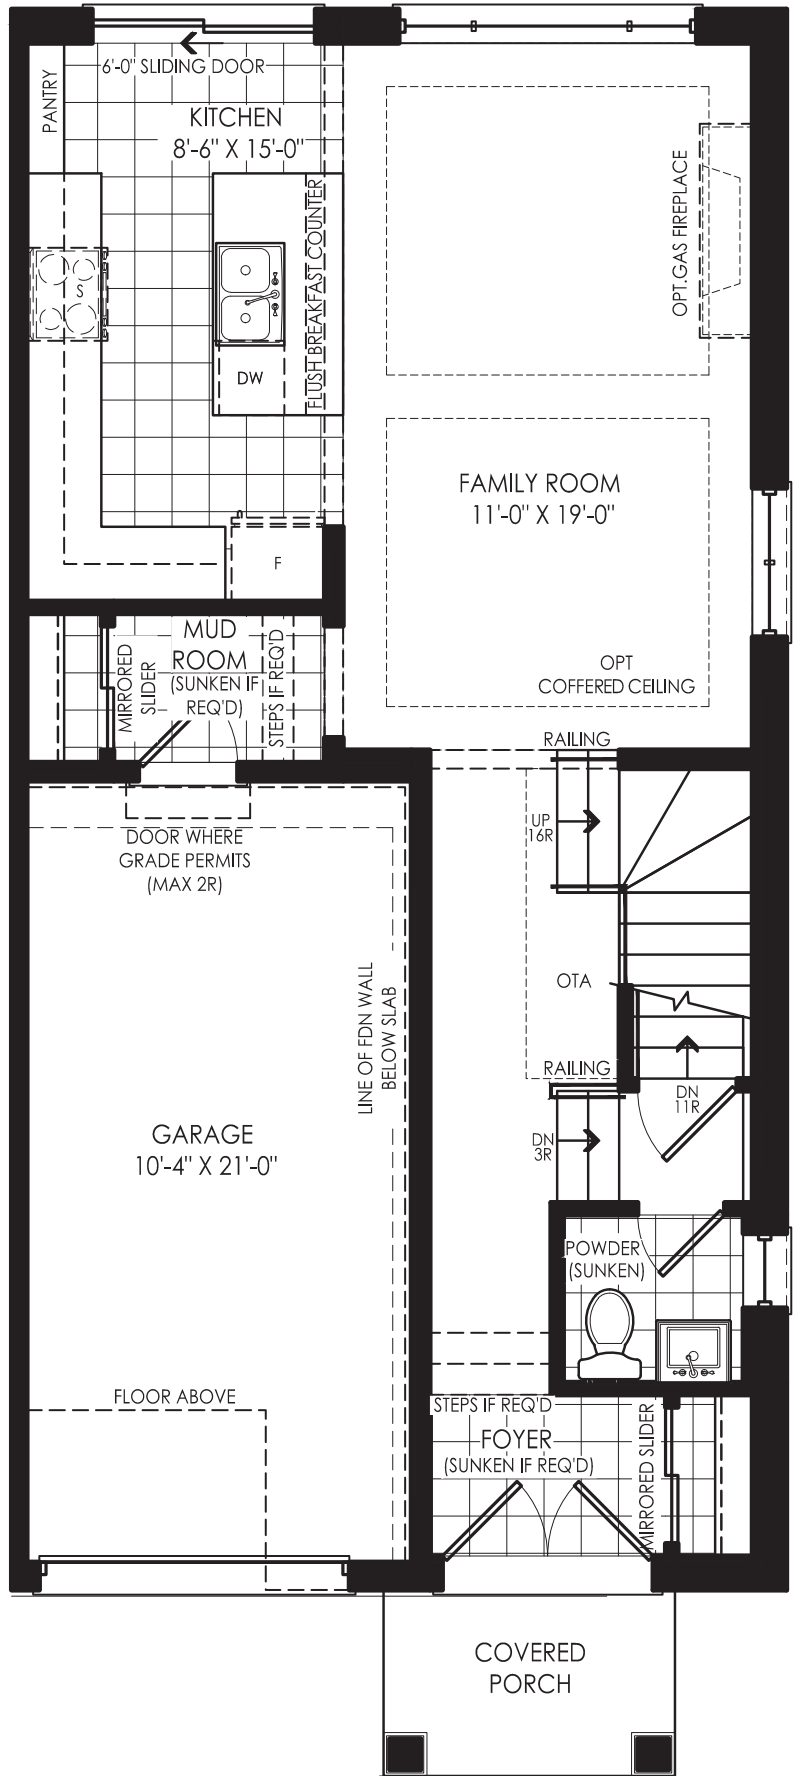 6'-0" SLIDING DOOR
PANTRY
KITCHEN
8'-6" X 15'-0"
S
DW
FLUSH BREAKFAST COUNTER
F
OPT.GAS FIREPLACE
FAMILY ROOM
11'-0" X 19'-0"
OPT
COFFERED CEILING
MUD
ROOM
(SUNKEN IF
REQ'D)
MIRRORED
SLIDER
STEPS IF REQ'D
RAILING
UP
16R
DOOR WHERE
GRADE PERMITS
(MAX 2R)
LINE OF FDN WALL
BELOW SLAB
OTA
RAILING
DN
11R
DN
3R
GARAGE
10'-4" X 21'-0"
POWDER
(SUNKEN)
FLOOR ABOVE
STEPS IF REQ'D
FOYER
(SUNKEN IF REQ'D)
MIRRORED SLIDER
COVERED
PORCH